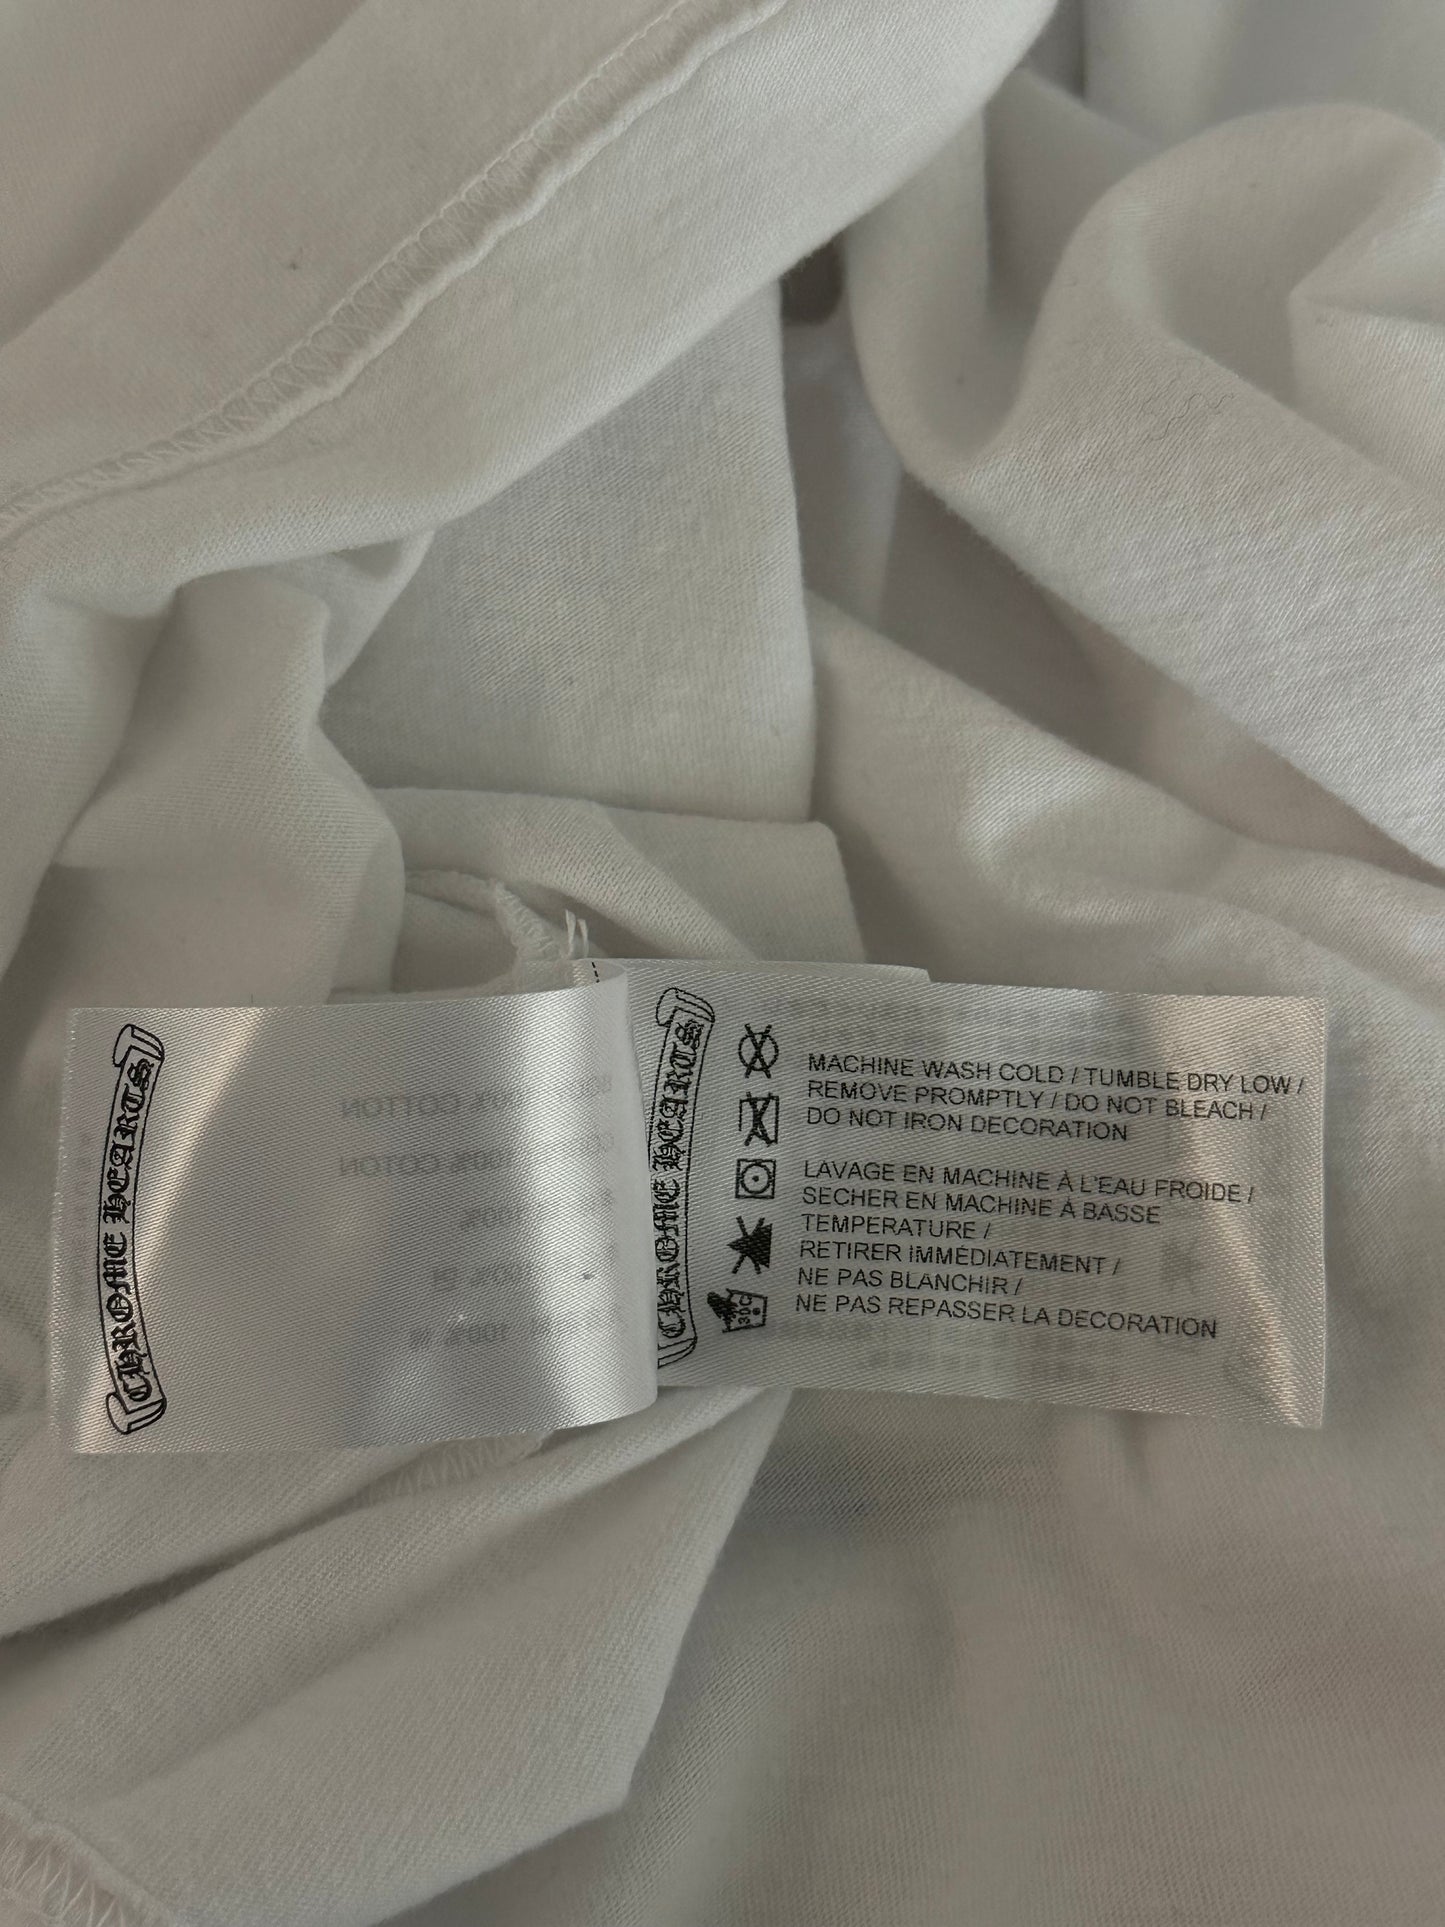 CHROME HEARTS
CHROME HEARTS
MACHINE WASH COLD / TUMBLE DRY LOW /
REMOVE PROMPTLY / DO NOT BLEACH /
DO NOT IRON DECORATION
LAVAGE EN MACHINE À L'EAU FROIDE /
SECHER EN MACHINE À BASSE
TEMPERATURE /
RETIRER IMMÉDIATEMENT /
NE PAS BLANCHIR /
NE PAS REPASSER LA DECORATION
30C